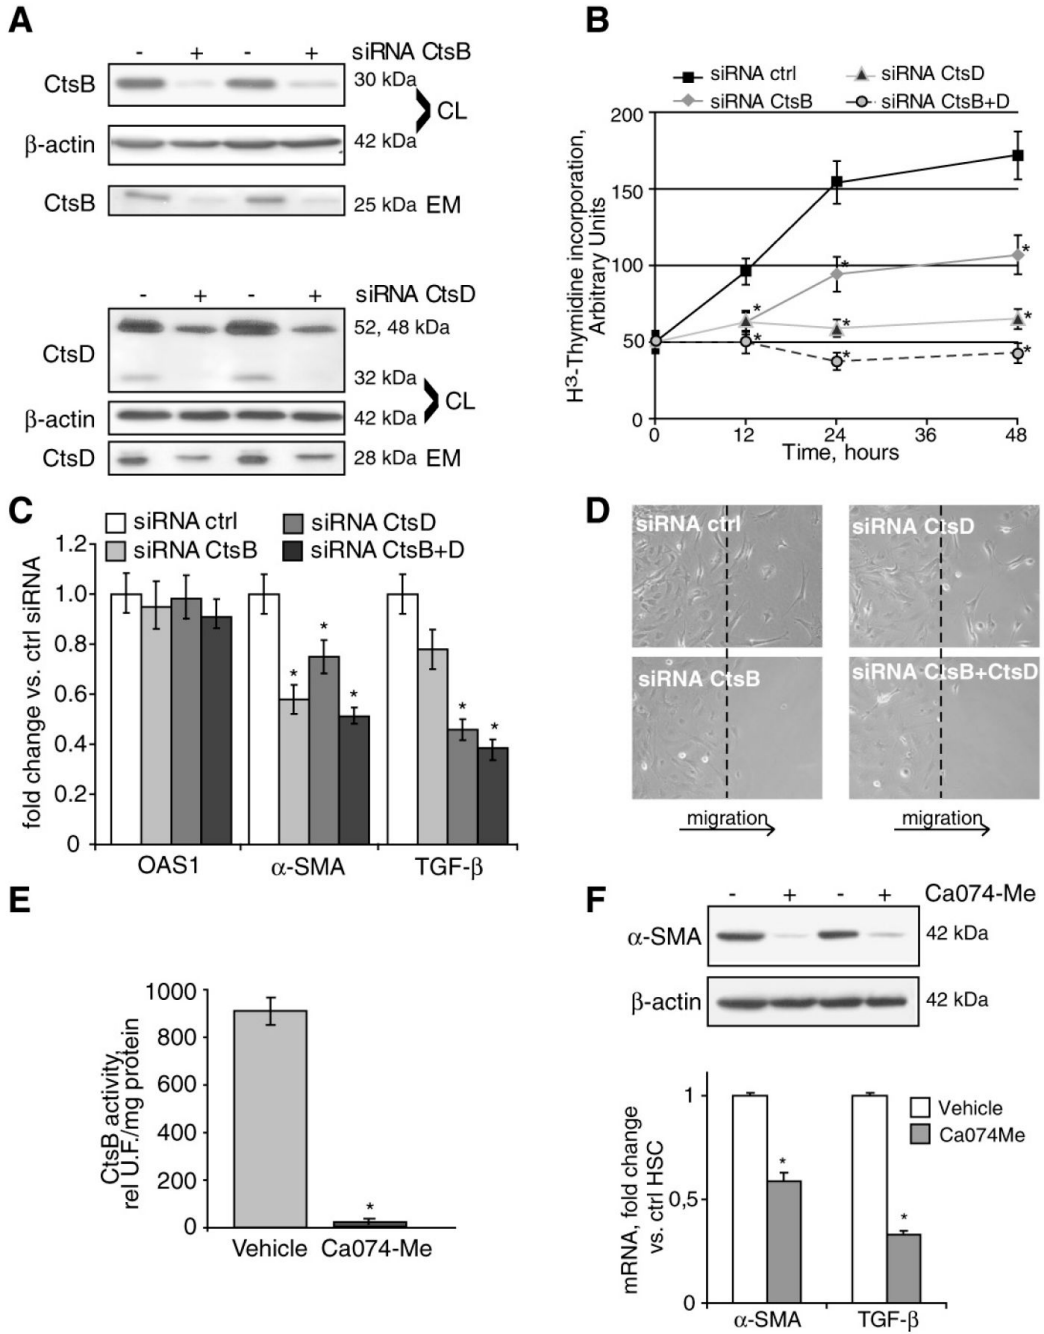 A
- + - + siRNA CtsB
CtsB 30 kDa
CL
β-actin 42 kDa
CtsB 25 kDa EM
- + - + siRNA CtsD
CtsD 52, 48 kDa
32 kDa
CL
β-actin 42 kDa
CtsD 28 kDa EM
B
siRNA ctrl siRNA CtsD
siRNA CtsB siRNA CtsB+D
H3-Thymidine incorporation,
Arbitrary Units
200
150
100
50
0
* * *
* * *
* * *
0 12 24 36 48
Time, hours
C
siRNA ctrl siRNA CtsD
siRNA CtsB siRNA CtsB+D
fold change vs. ctrl siRNA
1.2
1.0
0.8
0.6
0.4
0.2
0
* * * * *
OAS1 α-SMA TGF-β
D
siRNA ctrl siRNA CtsD
siRNA CtsB siRNA CtsB+CtsD
migration migration
E
CtsB activity,
rel U.F./mg protein
1000
800
600
400
200
0
*
Vehicle Ca074-Me
F
- + - + Ca074-Me
α-SMA 42 kDa
β-actin 42 kDa
mRNA, fold change
vs. ctrl HSC
1
0,5
0
Vehicle
Ca074Me
* *
α-SMA TGF-β